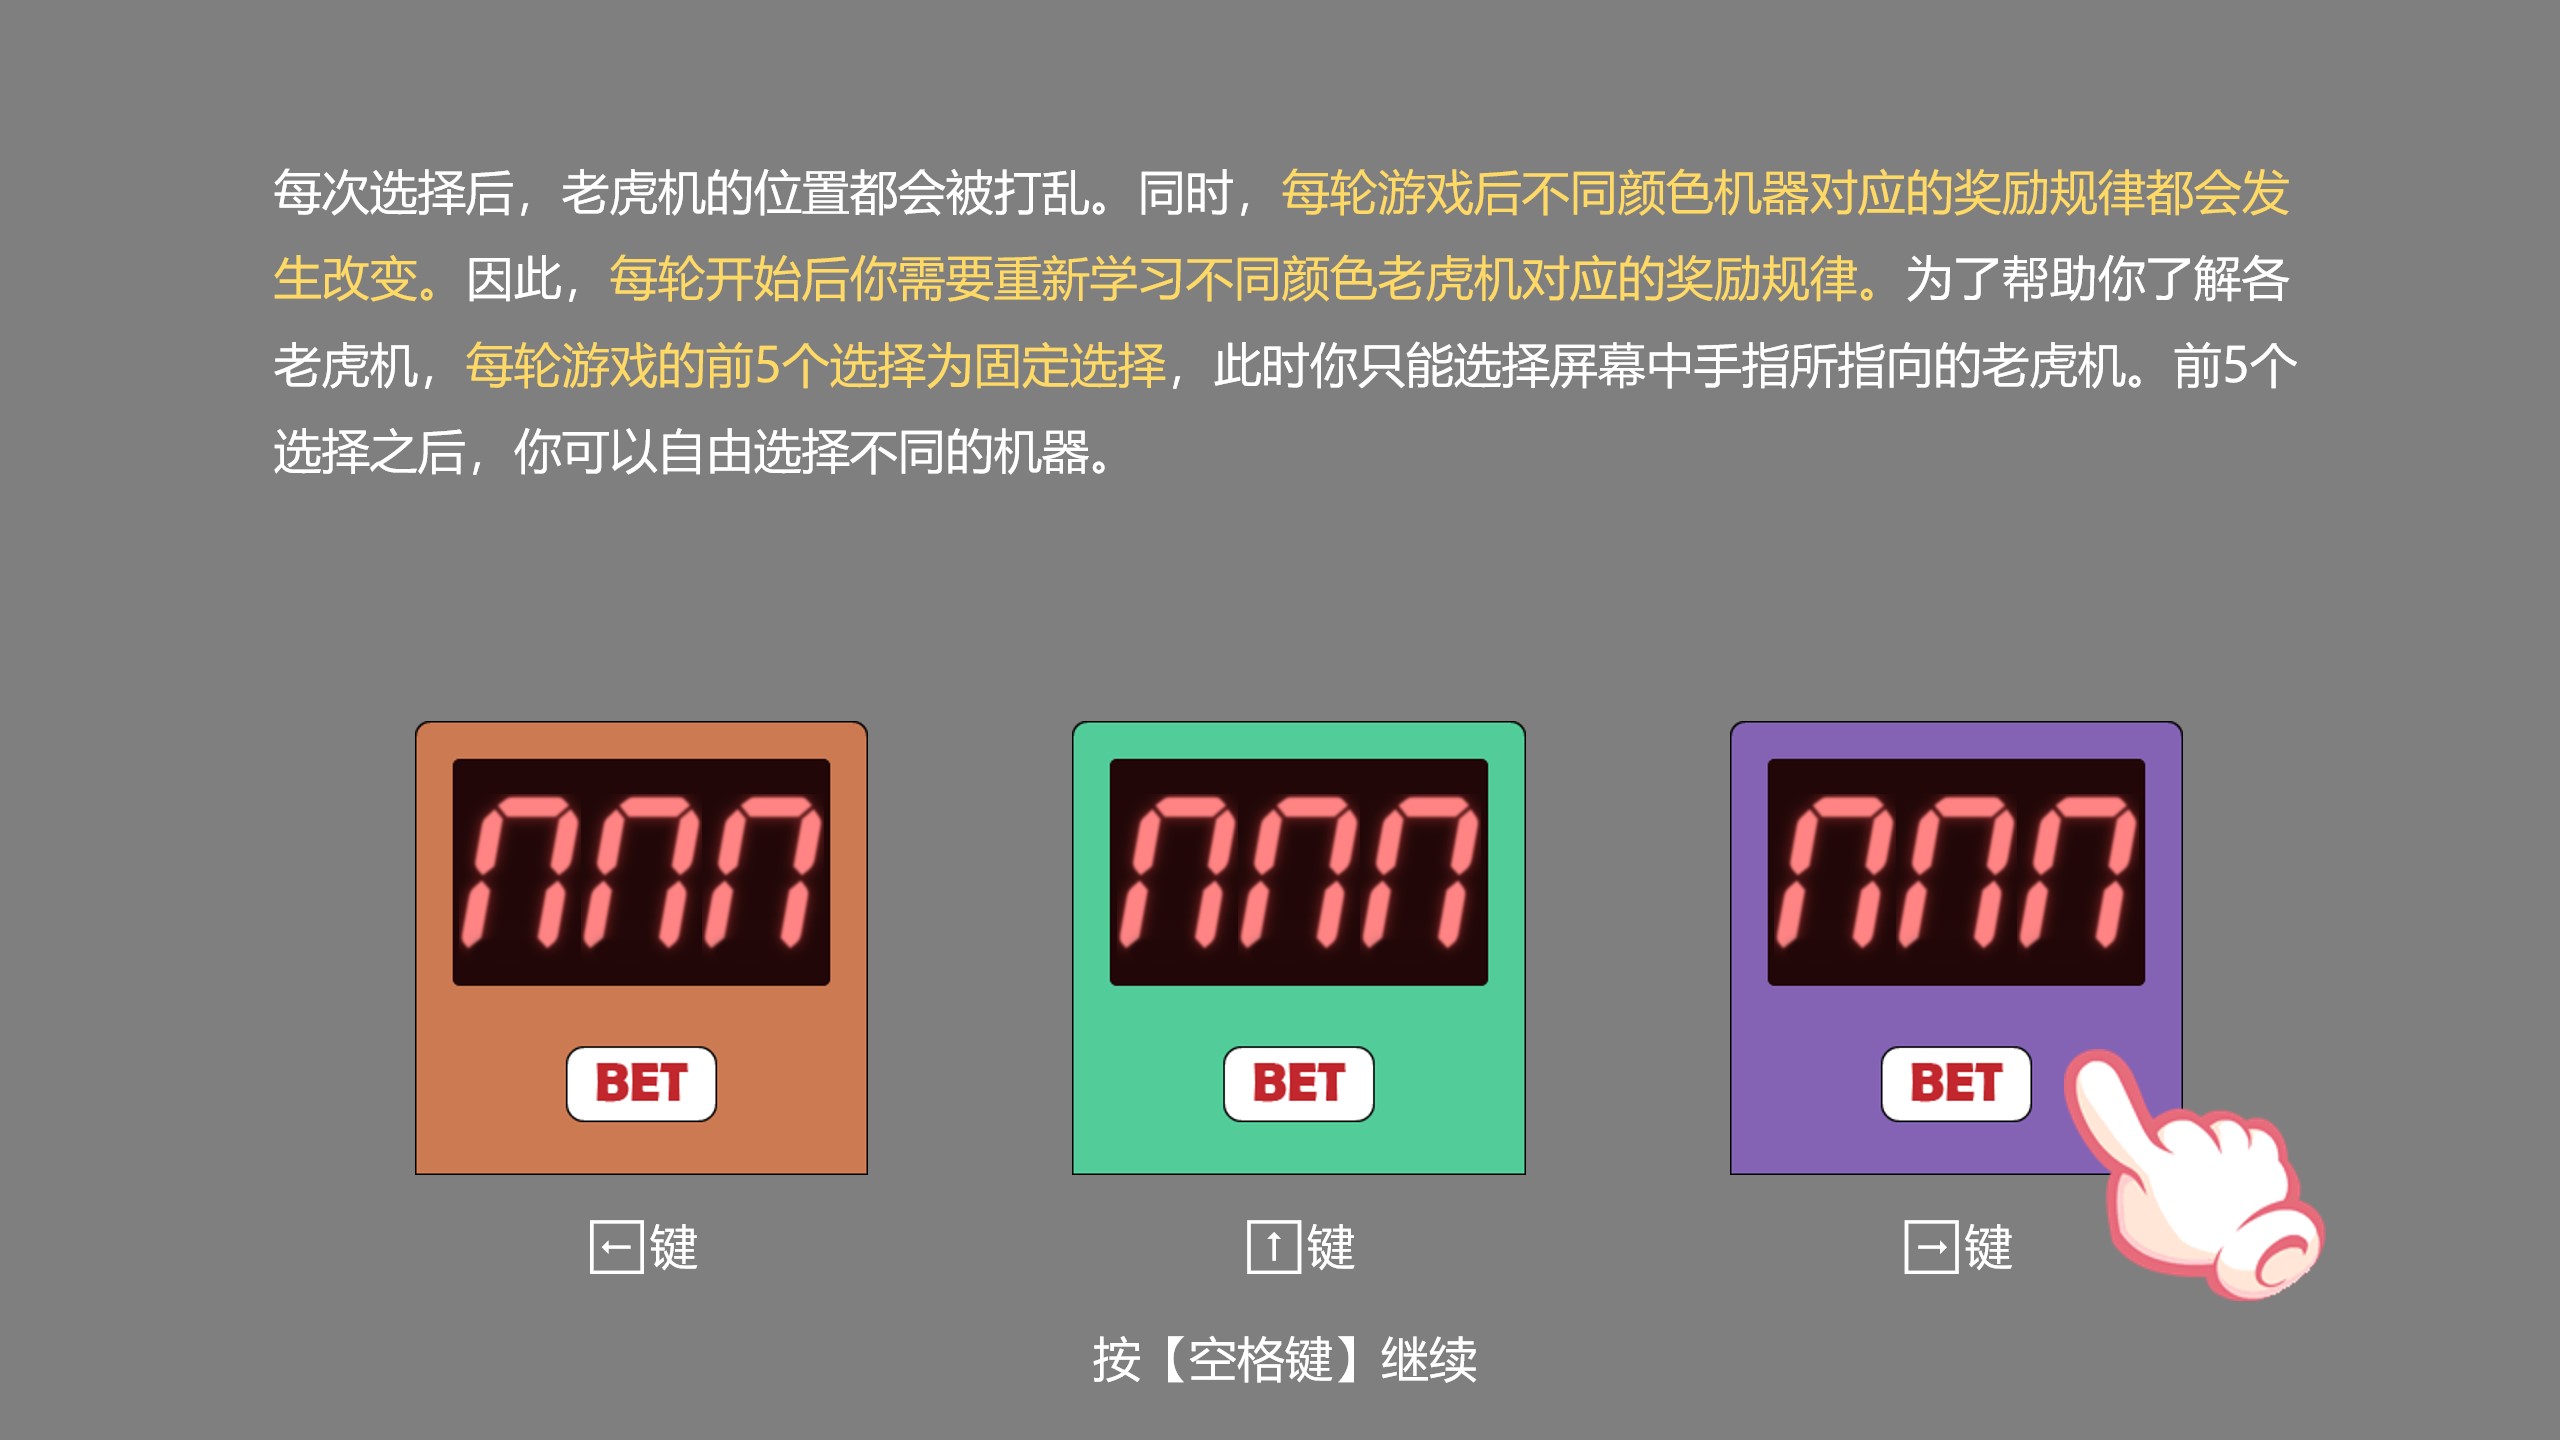 每次选择后，老虎机的位置都会被打乱。同时，每轮游戏后不同颜色机器对应的奖励规律都会发
生改变。因此，每轮开始后你需要重新学习不同颜色老虎机对应的奖励规律。为了帮助你了解各
老虎机，每轮游戏的前5个选择为固定选择，此时你只能选择屏幕中手指所指向的老虎机。前5个
选择之后，你可以自由选择不同的机器。
BET BET BET
←键 ↑键 →键
按【空格键】继续